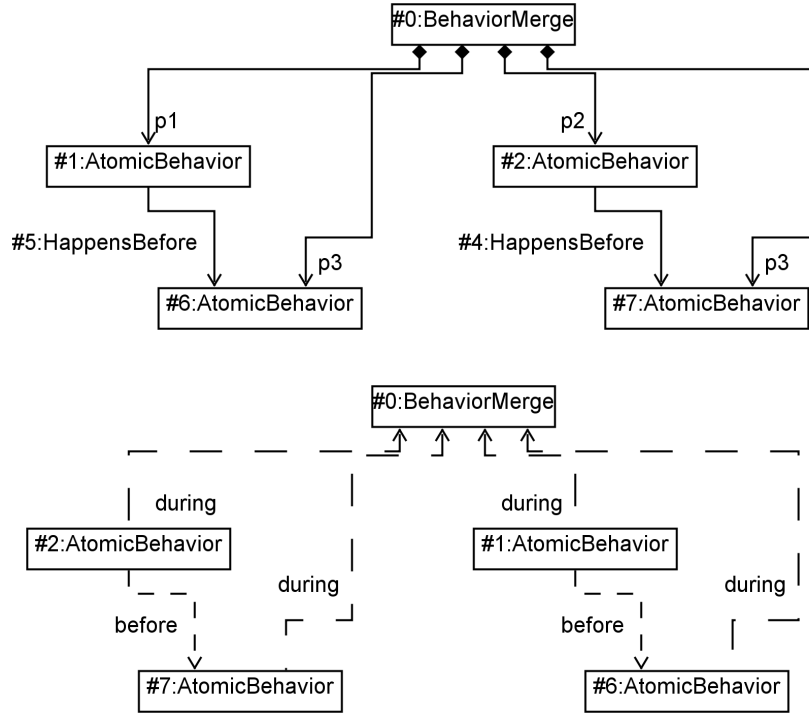 #0:BehaviorMerge
p1
p2
#1:AtomicBehavior
#2:AtomicBehavior
#5:HappensBefore
#4:HappensBefore
p3
p3
#6:AtomicBehavior
#7:AtomicBehavior
#0:BehaviorMerge
during
during
#2:AtomicBehavior
#1:AtomicBehavior
during
during
before
before
#7:AtomicBehavior
#6:AtomicBehavior